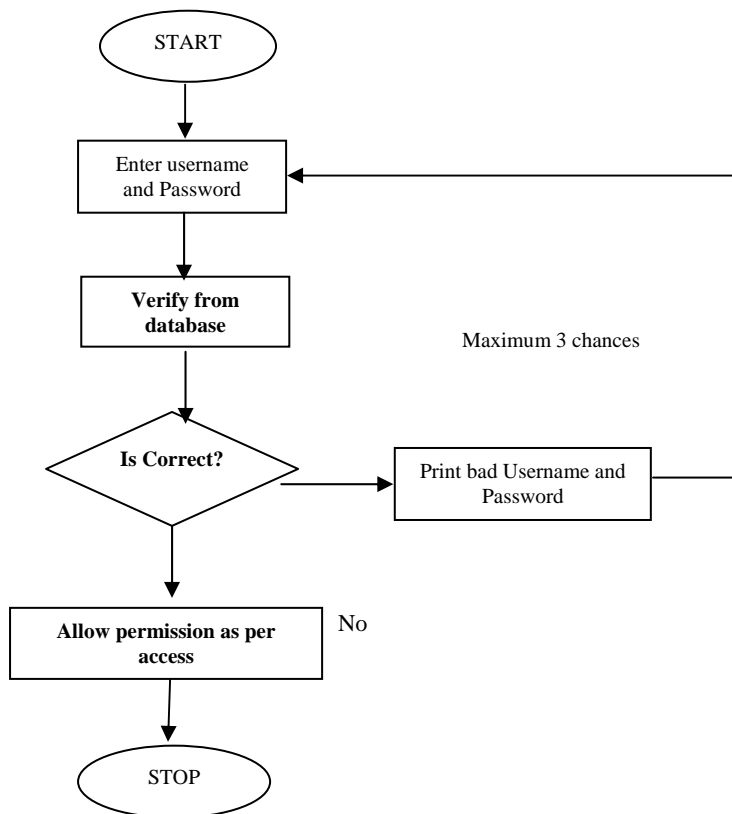 START
Enter username
and Password
Verify from
database
Maximum 3 chances
Is Correct?
Print bad Username and
Password
Allow permission as per
access
No
STOP